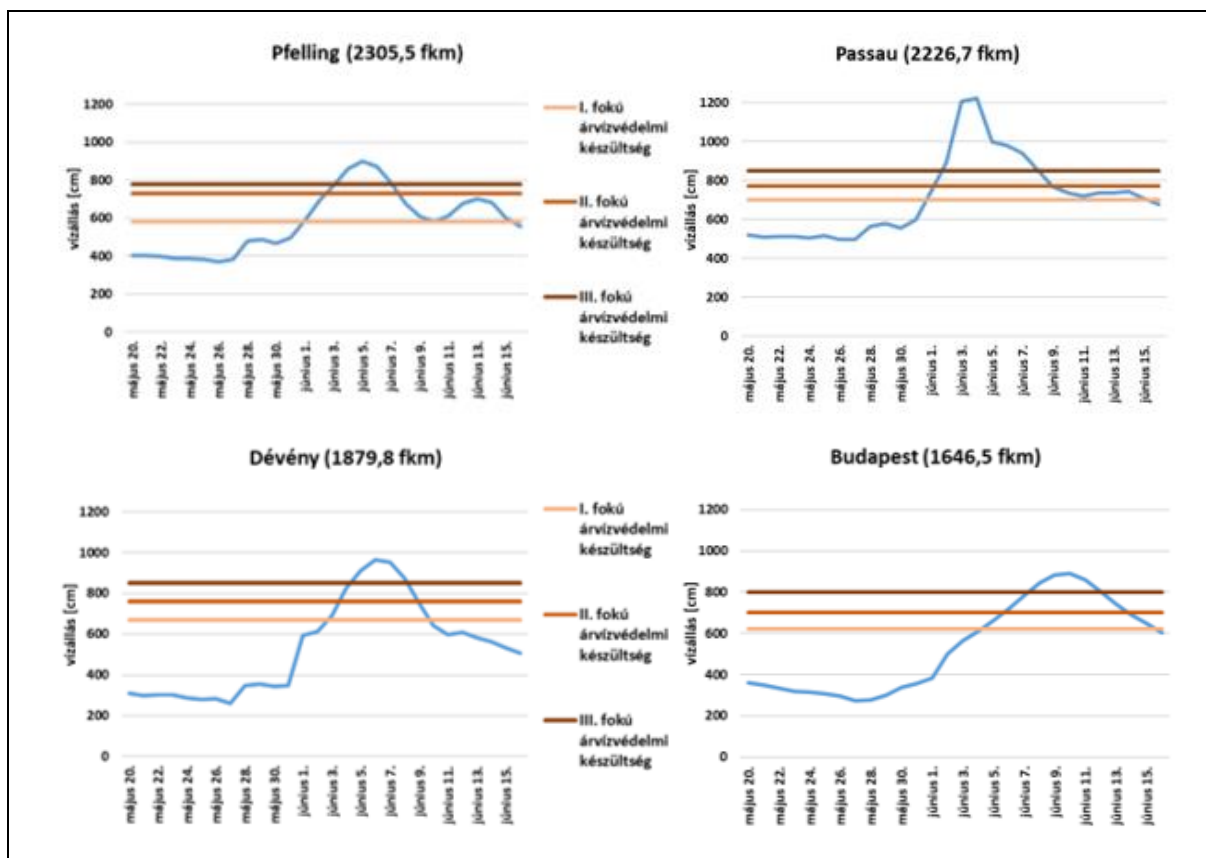 Pfelling (2305,5 fkm)
1200
1000
800
600
400
200
0
vízállás [cm]
május 20.
május 22.
május 24.
május 26.
május 28.
május 30.
június 1.
június 3.
június 5.
június 7.
június 9.
június 11.
június 13.
június 15.
I. fokú
árvízvédelmi
készültség
II. fokú
árvízvédelmi
készültség
III. fokú
árvízvédelmi
készültség
Passau (2226,7 fkm)
1200
1000
800
600
400
200
0
vízállás [cm]
május 20.
május 22.
május 24.
május 26.
május 28.
május 30.
június 1.
június 3.
június 5.
június 7.
június 9.
június 11.
június 13.
június 15.
Dévény (1879,8 fkm)
1200
1000
800
600
400
200
0
vízállás [cm]
május 20.
május 22.
május 24.
május 26.
május 28.
május 30.
június 1.
június 3.
június 5.
június 7.
június 9.
június 11.
június 13.
június 15.
I. fokú
árvízvédelmi
készültség
II. fokú
árvízvédelmi
készültség
III. fokú
árvízvédelmi
készültség
Budapest (1646,5 fkm)
1200
1000
800
600
400
200
0
vízállás [cm]
május 20.
május 22.
május 24.
május 26.
május 28.
május 30.
június 1.
június 3.
június 5.
június 7.
június 9.
június 11.
június 13.
június 15.